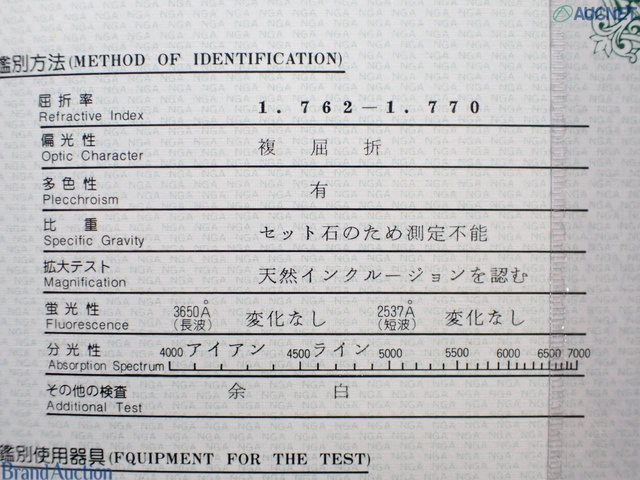 AUCNET
鑑別方法(METHOD OF IDENTIFICATION)
屈折率 1. 762－1. 770
Refractive Index
偏光性 複 屈 折
Optic Character
多色性 有
Plecchroism
比 重 セット石のため測定不能
Specific Gravity
拡大テスト 天然インクルージョンを認む
Magnification
蛍光性 3650Å 変化なし 2537Å 変化なし
Fluorescence (長波) (短波)
分光性 4000 アイアン 4500 ライン 5000 5500 6000 6500 7000
Absorption Spectrum
その他の検査 余 白
Additional Test
鑑別使用器具(FQUIPMENT FOR THE TEST)
BrandAuction